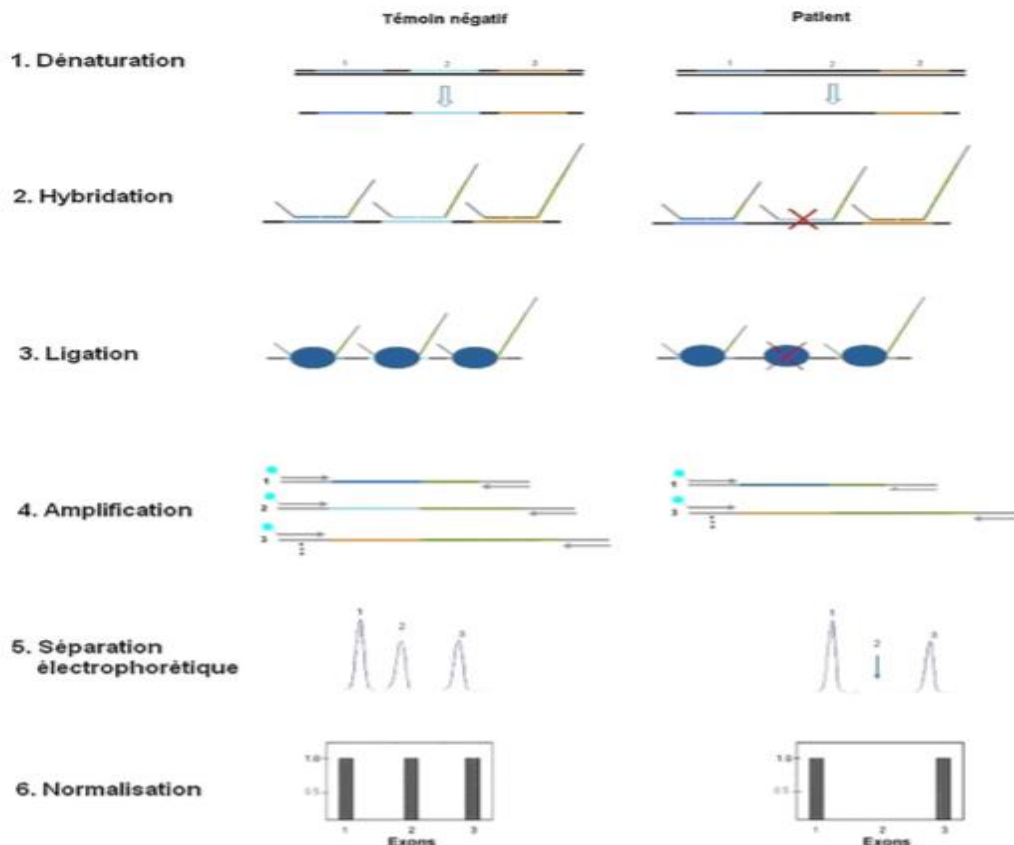 Témoin négatif
Patient
1. Dénaturation
1 2 3
1 2 3
2. Hybridation
3. Ligation
4. Amplification
1
2
3
1
3
5. Séparation
électrophorétique
1 2 3
1 2 3
6. Normalisation
1.0
0.5
1 2 3
Exons
1.0
0.5
1 2 3
Exons